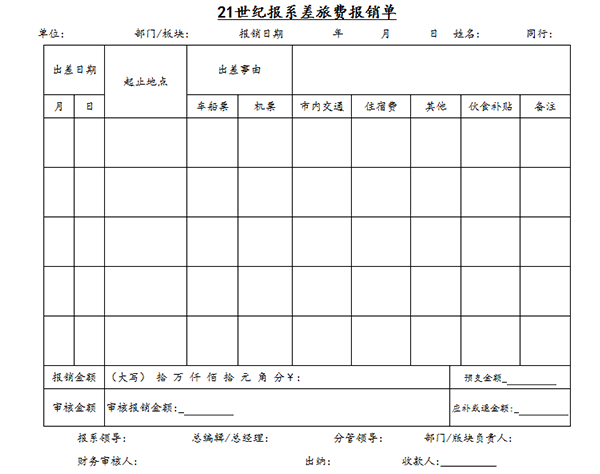 21世纪报系差旅费报销单
单位： 部门/板块： 报销日期 年 月 日 姓名： 同行：
出差日期 起止地点 出差事由
月 日 车船票 机票 市内交通 住宿费 其他 伙食补贴 备注
报销金额 （大写） 拾 万 仟 佰 拾 元 角 分￥： 预支金额_
审核金额 审核报销金额：_ 应补或退金额：_
报系领导： 总编辑/总经理： 分管领导： 部门/版块负责人：
财务审核人： 出纳： 收款人：